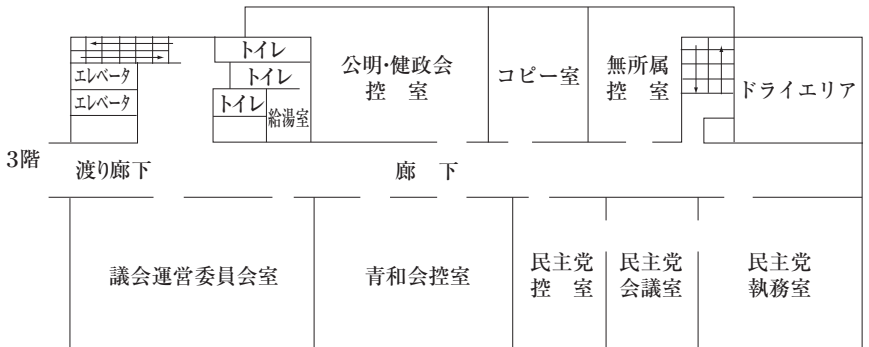 トイレ
エレベータ
トイレ
エレベータ
トイレ
給湯室
公明・健政会
控 室
コピー室
無所属
控 室
ドライエリア
3階
渡り廊下
廊 下
議会運営委員会室
青和会控室
民主党
控 室
民主党
会議室
民主党
執務室